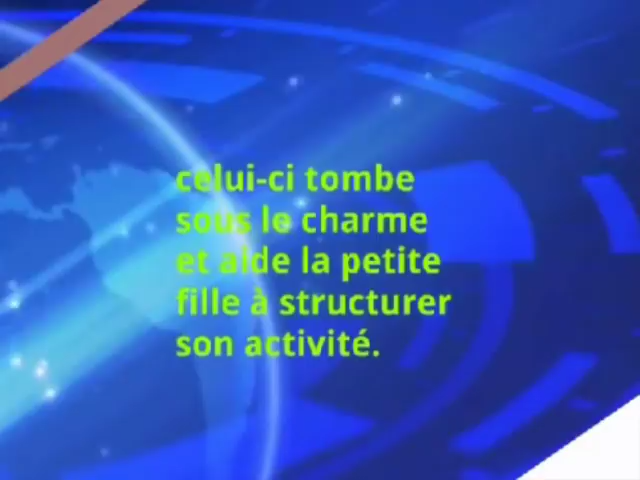 celui-ci tombe
sous le charme
et aide la petite
fille à structurer
son activité.